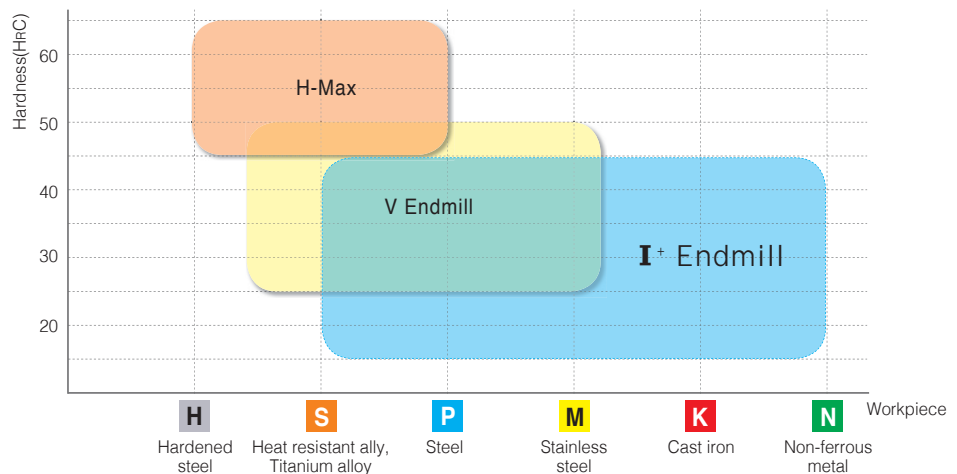 Hardness(HRC)
60
50
40
30
20
H-Max
V Endmill
I+ Endmill
H
S
P
M
K
N
Workpiece
Hardened
steel
Heat resistant ally,
Titanium alloy
Steel
Stainless
steel
Cast iron
Non-ferrous
metal